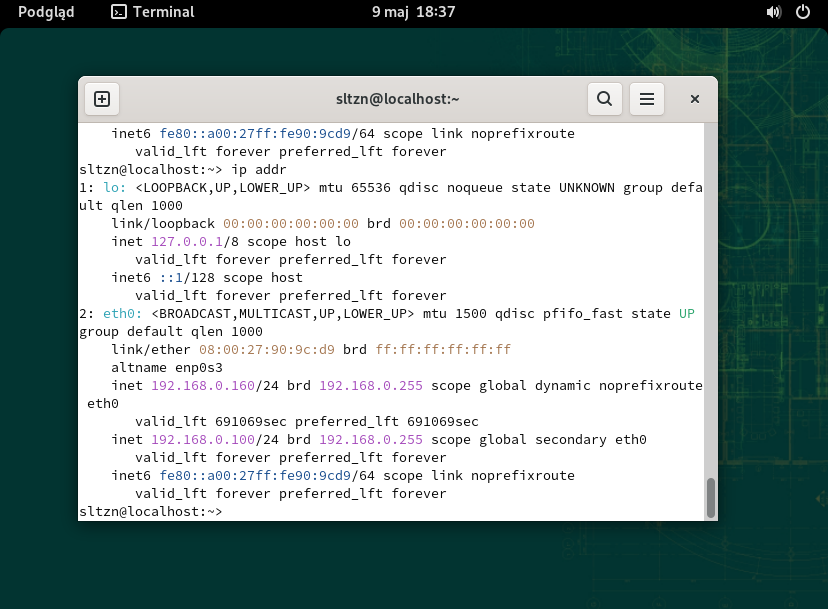 Podgląd Terminal 9 maj 18:37
sltzn@localhost:~
inet6 fe80::a00:27ff:fe90:9cd9/64 scope link noprefixroute
valid_lft forever preferred_lft forever
sltzn@localhost:~> ip addr
1: lo: <LOOPBACK,UP,LOWER_UP> mtu 65536 qdisc noqueue state UNKNOWN group defa
ult qlen 1000
link/loopback 00:00:00:00:00:00 brd 00:00:00:00:00:00
inet 127.0.0.1/8 scope host lo
valid_lft forever preferred_lft forever
inet6 ::1/128 scope host
valid_lft forever preferred_lft forever
2: eth0: <BROADCAST,MULTICAST,UP,LOWER_UP> mtu 1500 qdisc pfifo_fast state UP
group default qlen 1000
link/ether 08:00:27:90:9c:d9 brd ff:ff:ff:ff:ff:ff
altname enp0s3
inet 192.168.0.160/24 brd 192.168.0.255 scope global dynamic noprefixroute
eth0
valid_lft 691069sec preferred_lft 691069sec
inet 192.168.0.100/24 brd 192.168.0.255 scope global secondary eth0
valid_lft forever preferred_lft forever
inet6 fe80::a00:27ff:fe90:9cd9/64 scope link noprefixroute
valid_lft forever preferred_lft forever
sltzn@localhost:~>